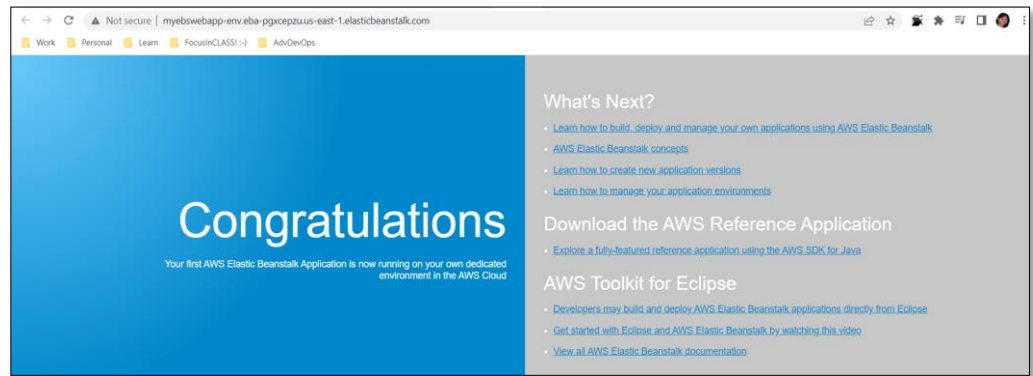 Not secure | myebswebapp-env.eba-pgxcepzu.us-east-1.elasticbeanstalk.com
Work Personal Learn FocusInCLASS! :-) AdvDevOps
Congratulations
Your first AWS Elastic Beanstalk Application is now running on your own dedicated
environment in the AWS Cloud
What's Next?
Learn how to build, deploy and manage your own applications using AWS Elastic Beanstalk
AWS Elastic Beanstalk concepts
Learn how to create new application versions
Learn how to manage your application environments
Download the AWS Reference Application
Explore a fully-featured reference application using the AWS SDK for Java
AWS Toolkit for Eclipse
Developers may build and deploy AWS Elastic Beanstalk applications directly from Eclipse
Get started with Eclipse and AWS Elastic Beanstalk by watching this video
View all AWS Elastic Beanstalk documentation